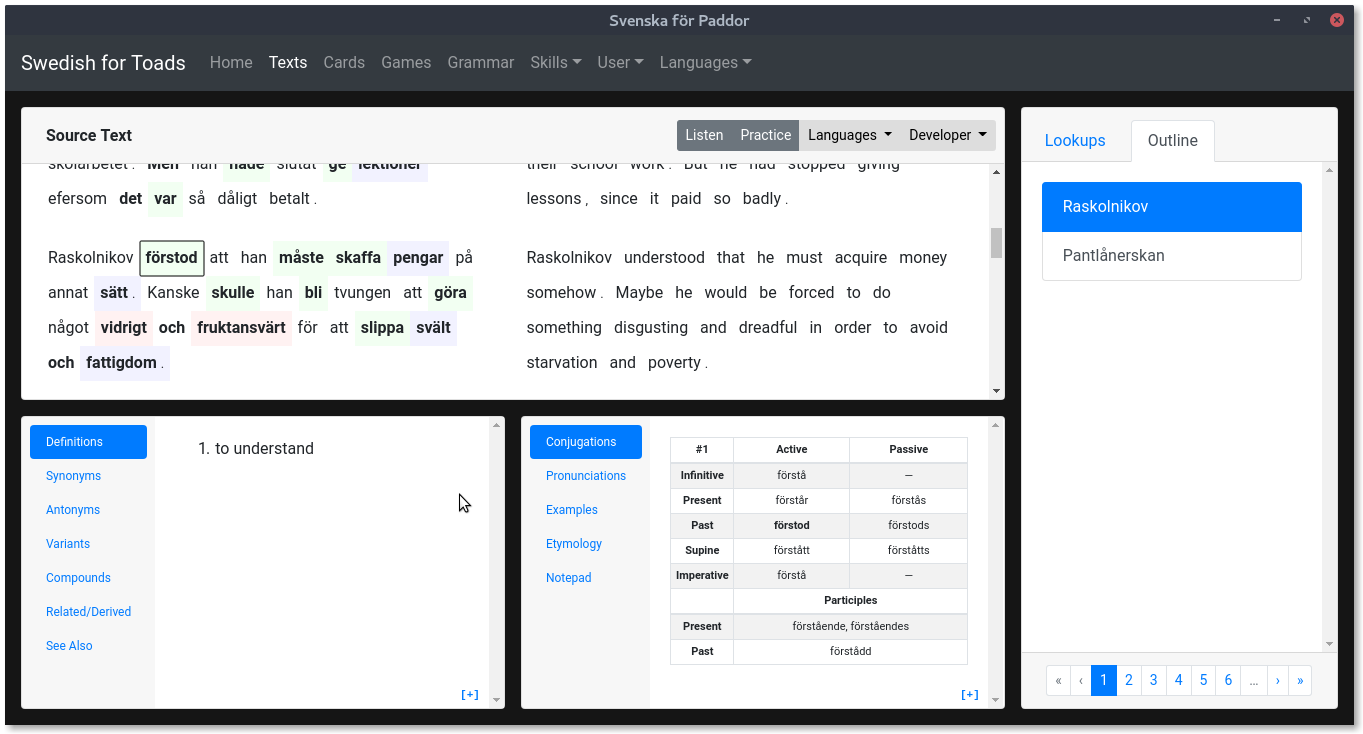 Svenska för Paddor
Swedish for Toads Home Texts Cards Games Grammar Skills User Languages
Source Text
Listen Practice Languages Developer
skolarbetet . Men han hade slutat ge lektioner
efersom det var så dåligt betalt .
Raskolnikov förstod att han måste skaffa pengar på
annat sätt . Kanske skulle han bli tvungen att göra
något vidrigt och fruktansvärt för att slippa svält
och fattigdom .
their school work . But he had stopped giving
lessons , since it paid so badly .
Raskolnikov understood that he must acquire money
somehow . Maybe he would be forced to do
something disgusting and dreadful in order to avoid
starvation and poverty .
Lookups Outline
Raskolnikov
Pantlånerskan
« ‹ 1 2 3 4 5 6 ... › »
Definitions
Synonyms
Antonyms
Variants
Compounds
Related/Derived
See Also
1. to understand
[+]
Conjugations
Pronunciations
Examples
Etymology
Notepad
#1 Active Passive
Infinitive förstå —
Present förstår förstås
Past förstod förstods
Supine förstått förståtts
Imperative förstå —
Participles
Present förstående, förståendes
Past förstådd
[+]